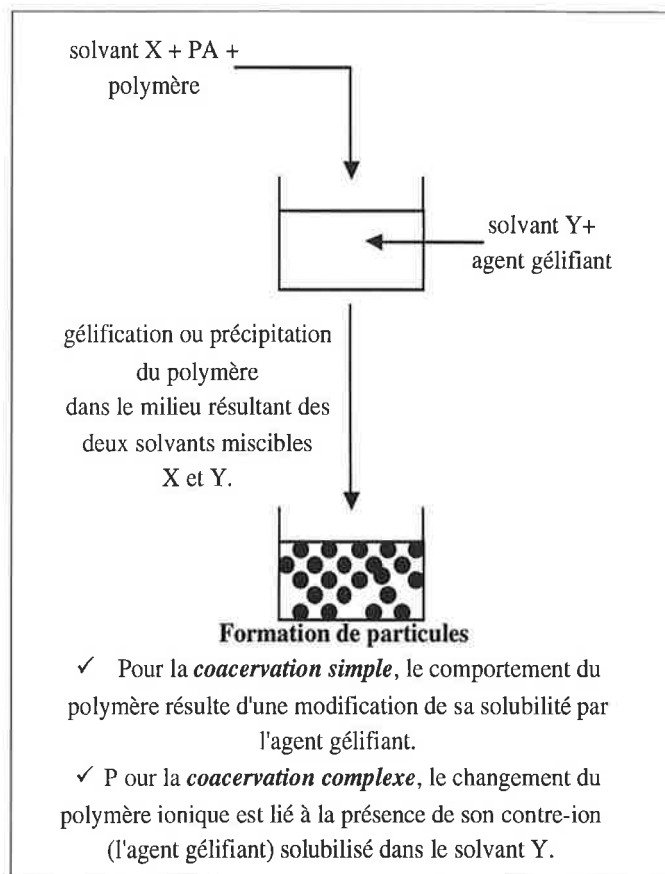 solvant X + PA +
polymère
solvant Y+
agent gélifiant
gélification ou précipitation
du polymère
dans le milieu résultant des
deux solvants miscibles
X et Y.
Formation de particules
✓ Pour la coacervation simple, le comportement du
polymère résulte d'une modification de sa solubilité par
l'agent gélifiant.
✓ P our la coacervation complexe, le changement du
polymère ionique est lié à la présence de son contre-ion
(l'agent gélifiant) solubilisé dans le solvant Y.